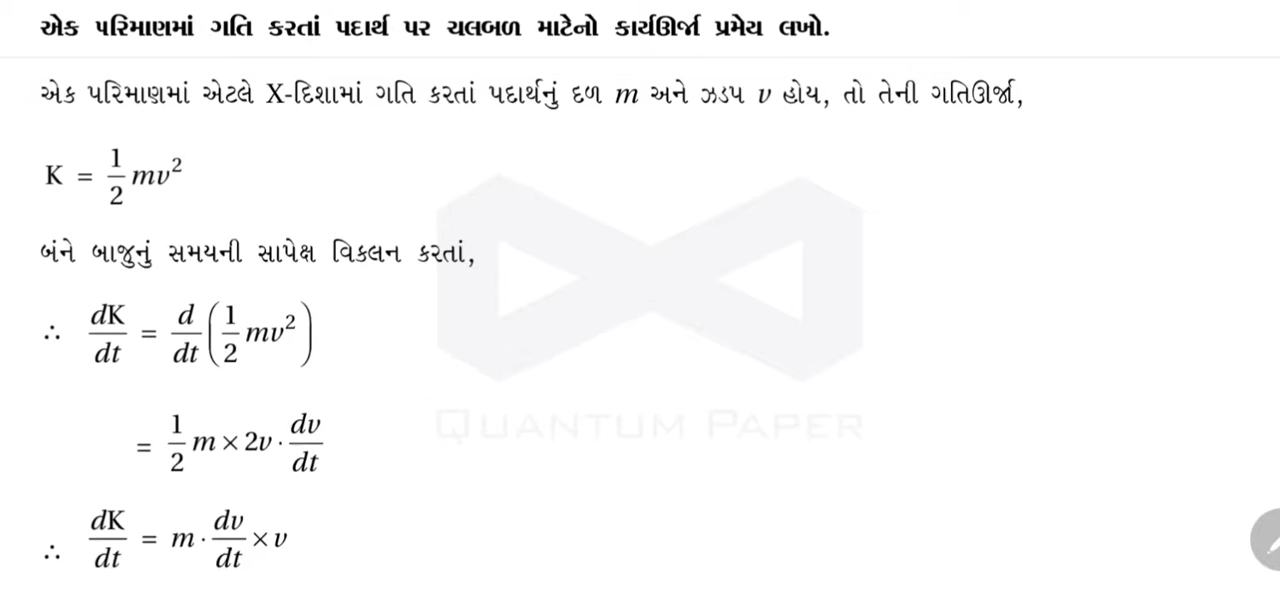 એક પરિમાણમાં ગતિ કરતાં પદાર્થ પર ચલબળ માટેનો કાર્યઊર્જા પ્રમેય લખો.
એક પરિમાણમાં એટલે X-દિશામાં ગતિ કરતાં પદાર્થનું દળ m અને ઝડપ v હોય, તો તેની ગતિઊર્જા,
K = 1/2 mv²
બંને બાજુનું સમયની સાપેક્ષ વિકલન કરતાં,
∴ dK/dt = d/dt (1/2 mv²)
QUANTUM PAPER
= 1/2 m × 2v · dv/dt
∴ dK/dt = m · dv/dt × v